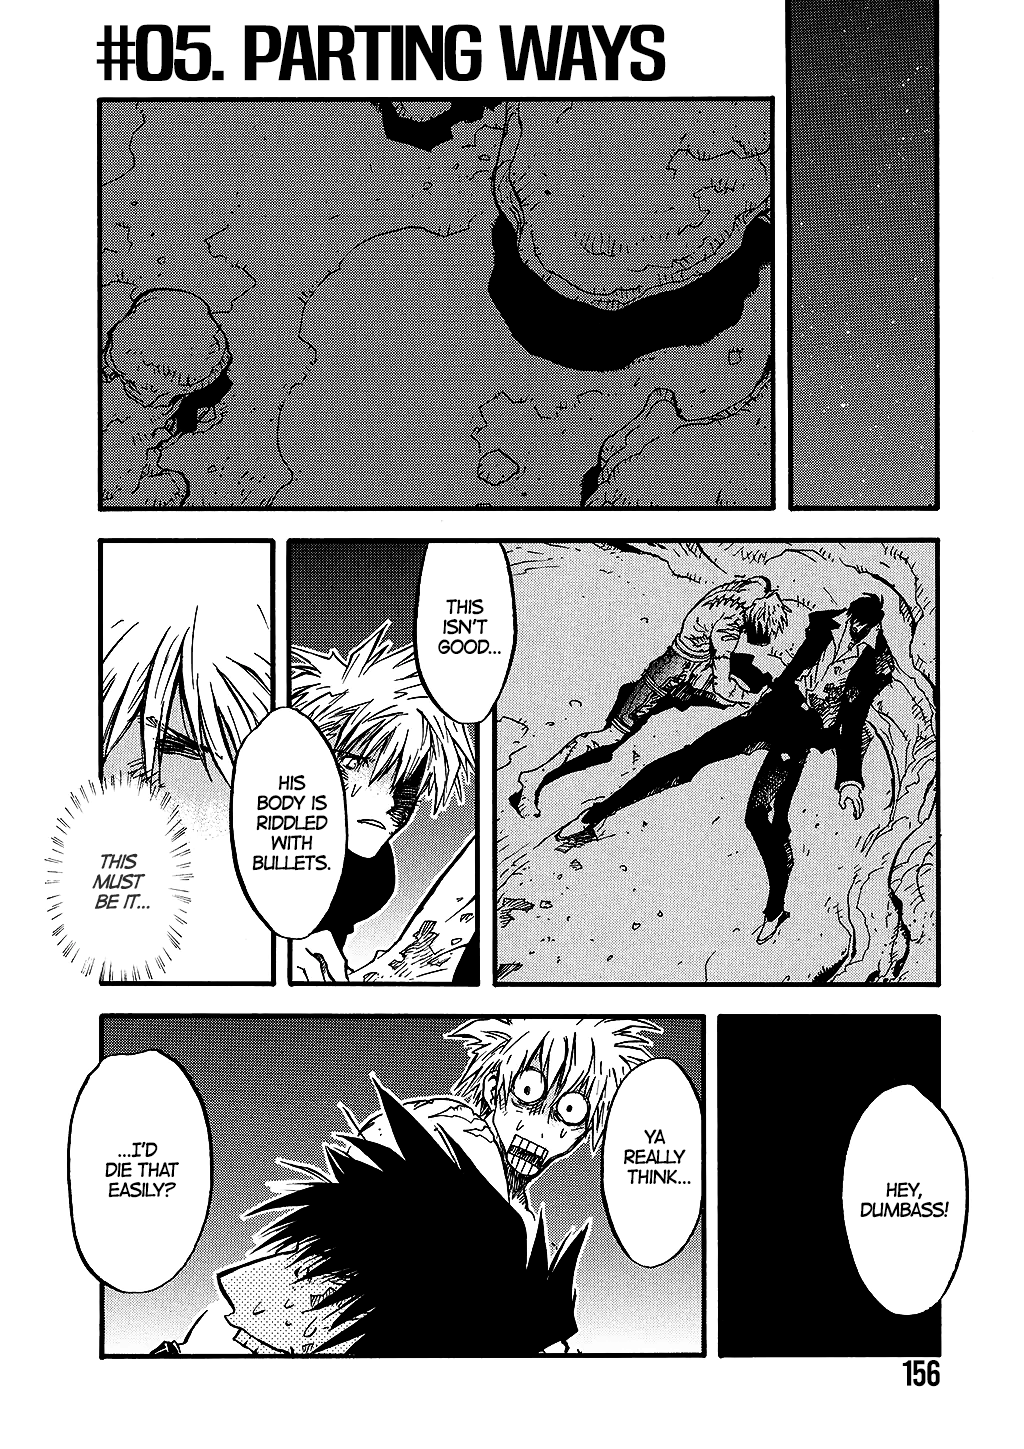 #05. PARTING WAYS
THIS
ISN'T
GOOD...
HIS
BODY IS
RIDDLED
WITH
BULLETS.
THIS
MUST
BE IT...
HEY,
DUMBASS!
YA
REALLY
THINK...
...I'D
DIE THAT
EASILY?
156